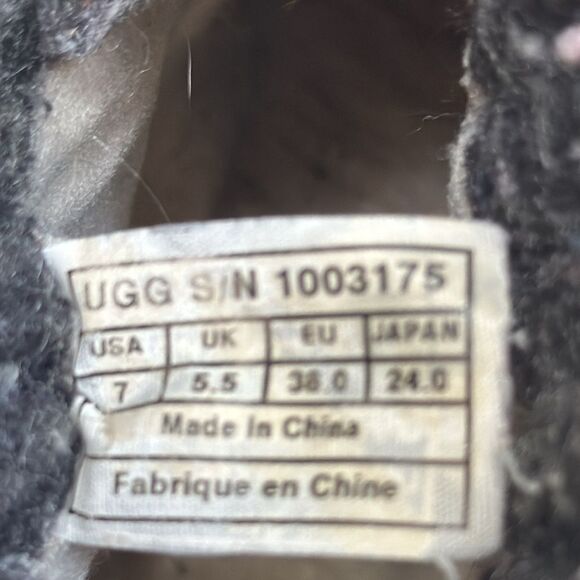 UGG S/N 1003175
USA UK EU JAPAN
7 5.5 38.0 24.0
Made in China
Fabrique en Chine